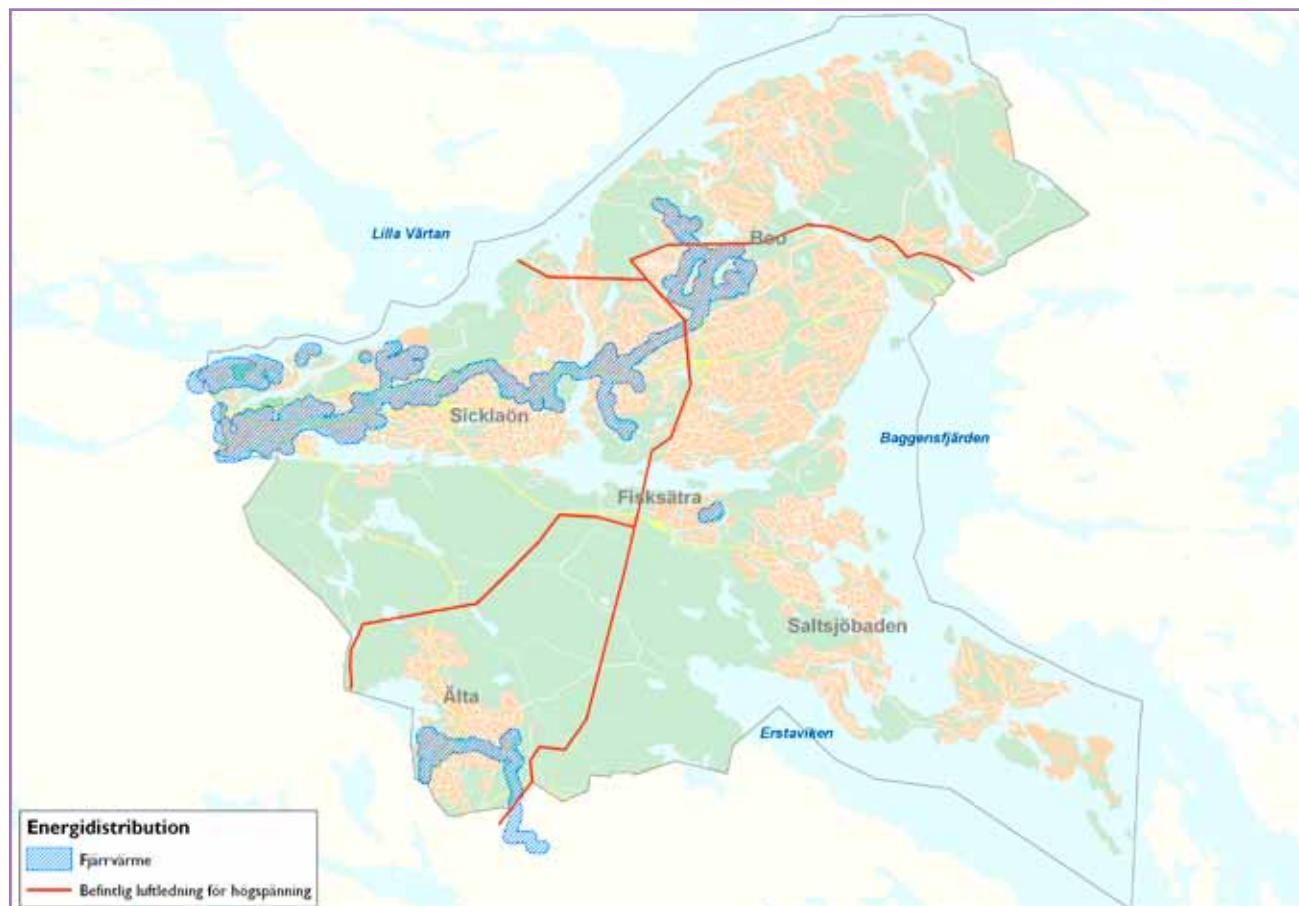 Lilla Värtan
Boo
Sicklaön
Baggensfjärden
Fisksätra
Saltsjöbaden
Älta
Erstaviken
Energidistribution
Fjärrvärme
Befintlig luftledning för högspänning